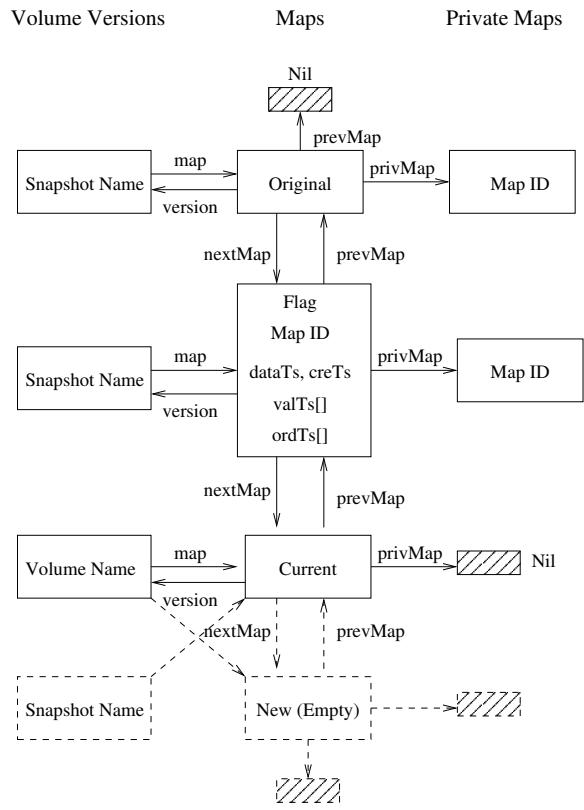 Volume Versions Maps Private Maps
Nil
prevMap
Snapshot Name map Original privMap Map ID
version
nextMap prevMap
Flag
Map ID
Snapshot Name map dataTs, creTs privMap Map ID
version valTs[]
ordTs[]
nextMap prevMap
Volume Name map Current privMap Nil
version
nextMap prevMap
Snapshot Name New (Empty)